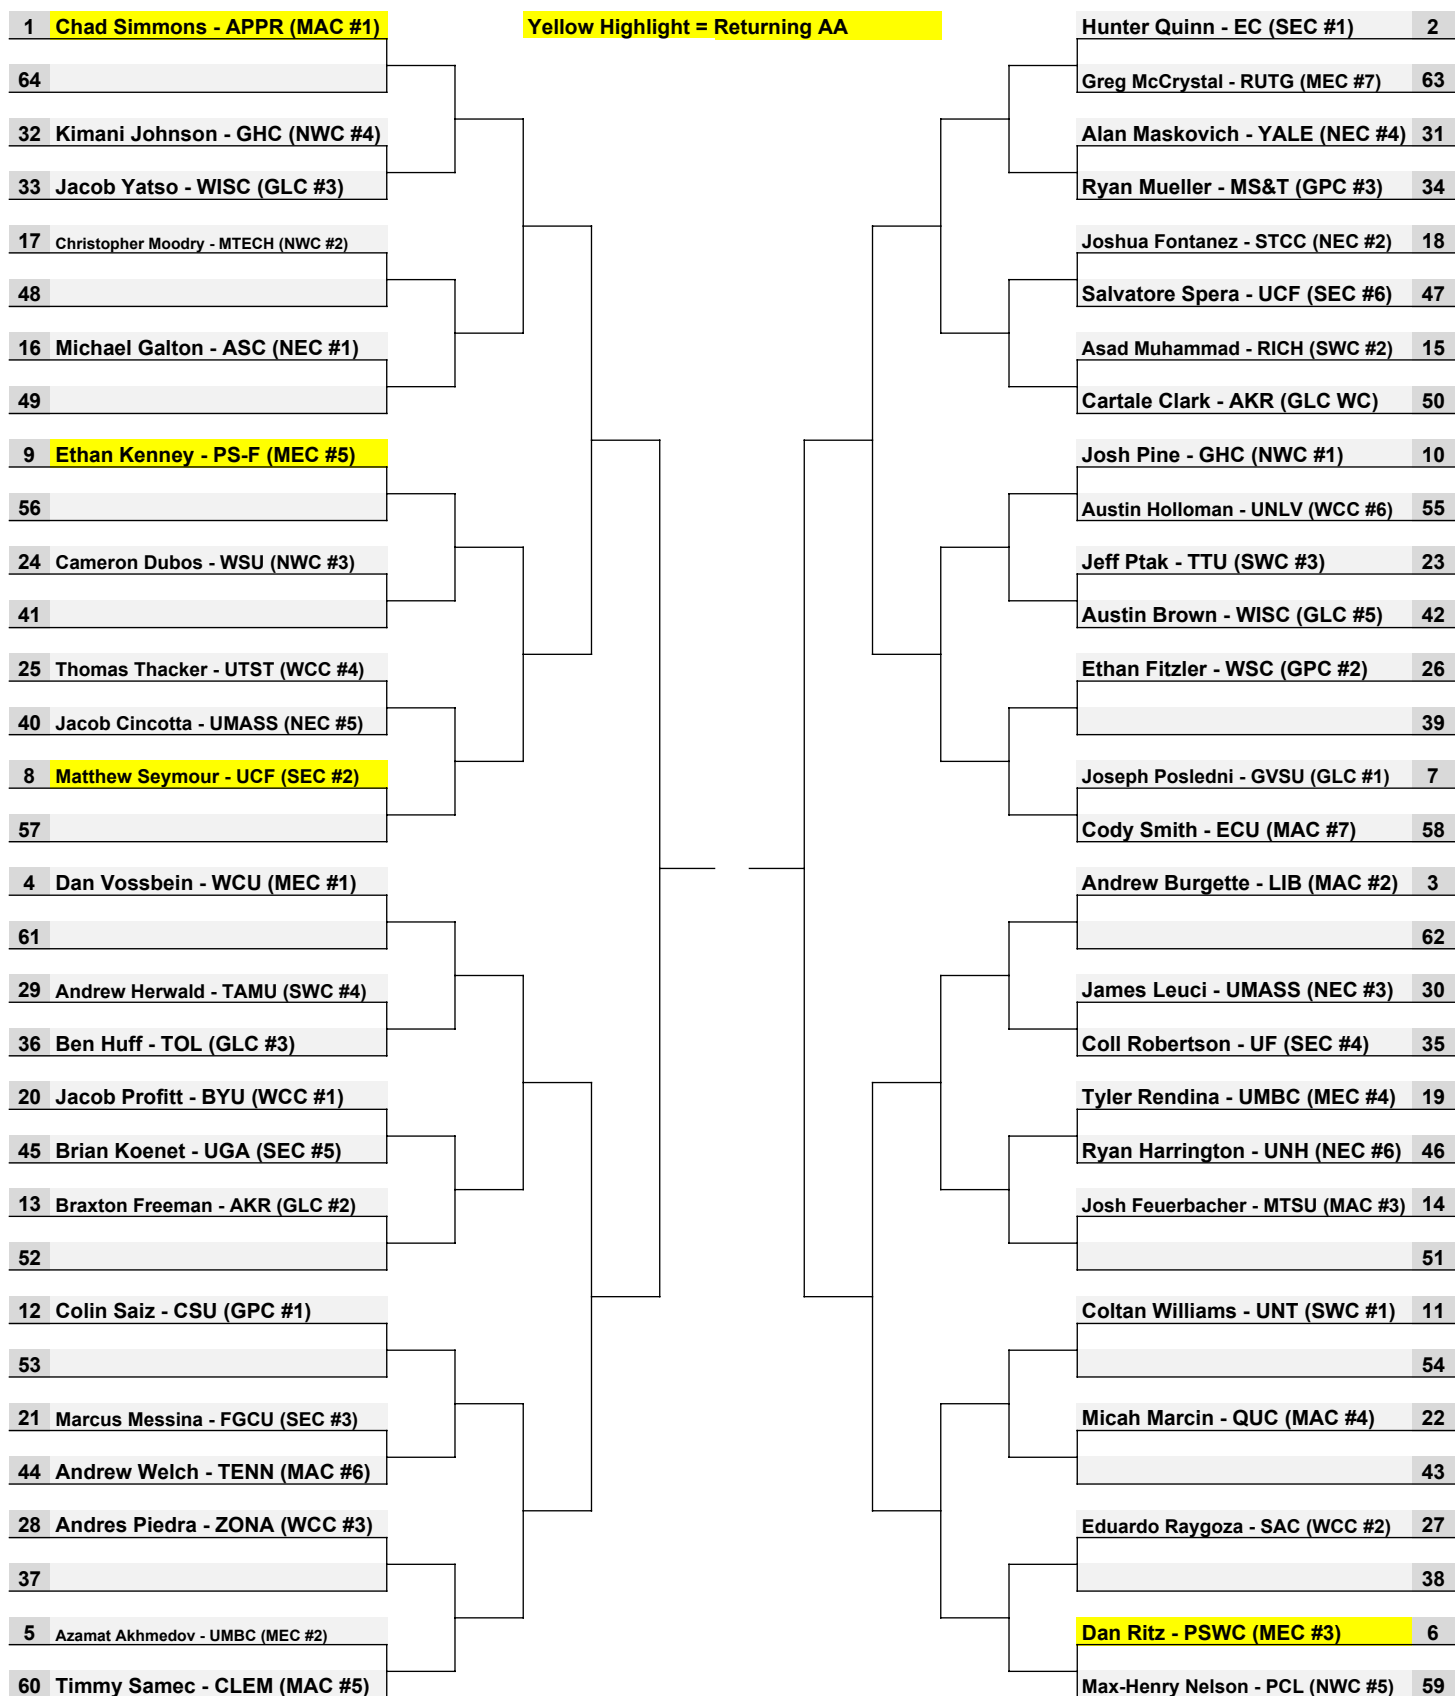 1 Chad Simmons - APPR (MAC #1)
64
32 Kimani Johnson - GHC (NWC #4)
33 Jacob Yatso - WISC (GLC #3)
17 Christopher Moodry - MTECH (NWC #2)
48
16 Michael Galton - ASC (NEC #1)
49
9 Ethan Kenney - PS-F (MEC #5)
56
24 Cameron Dubos - WSU (NWC #3)
41
25 Thomas Thacker - UTST (WCC #4)
40 Jacob Cincotta - UMASS (NEC #5)
8 Matthew Seymour - UCF (SEC #2)
57
4 Dan Vossbein - WCU (MEC #1)
61
29 Andrew Herwald - TAMU (SWC #4)
36 Ben Huff - TOL (GLC #3)
20 Jacob Profitt - BYU (WCC #1)
45 Brian Koenet - UGA (SEC #5)
13 Braxton Freeman - AKR (GLC #2)
52
12 Colin Saiz - CSU (GPC #1)
53
21 Marcus Messina - FGCU (SEC #3)
44 Andrew Welch - TENN (MAC #6)
28 Andres Piedra - ZONA (WCC #3)
37
5 Azamat Akhmedov - UMBC (MEC #2)
60 Timmy Samec - CLEM (MAC #5)
Yellow Highlight = Returning AA
Hunter Quinn - EC (SEC #1) 2
Greg McCrystal - RUTG (MEC #7) 63
Alan Maskovich - YALE (NEC #4) 31
Ryan Mueller - MS&T (GPC #3) 34
Joshua Fontanez - STCC (NEC #2) 18
Salvatore Spera - UCF (SEC #6) 47
Asad Muhammad - RICH (SWC #2) 15
Cartale Clark - AKR (GLC WC) 50
Josh Pine - GHC (NWC #1) 10
Austin Holloman - UNLV (WCC #6) 55
Jeff Ptak - TTU (SWC #3) 23
Austin Brown - WISC (GLC #5) 42
Ethan Fitzler - WSC (GPC #2) 26
39
Joseph Posledni - GVSU (GLC #1) 7
Cody Smith - ECU (MAC #7) 58
Andrew Burgette - LIB (MAC #2) 3
62
James Leuci - UMASS (NEC #3) 30
Coll Robertson - UF (SEC #4) 35
Tyler Rendina - UMBC (MEC #4) 19
Ryan Harrington - UNH (NEC #6) 46
Josh Feuerbacher - MTSU (MAC #3) 14
51
Coltan Williams - UNT (SWC #1) 11
54
Micah Marcin - QUC (MAC #4) 22
43
Eduardo Raygoza - SAC (WCC #2) 27
38
Dan Ritz - PSWC (MEC #3) 6
Max-Henry Nelson - PCL (NWC #5) 59